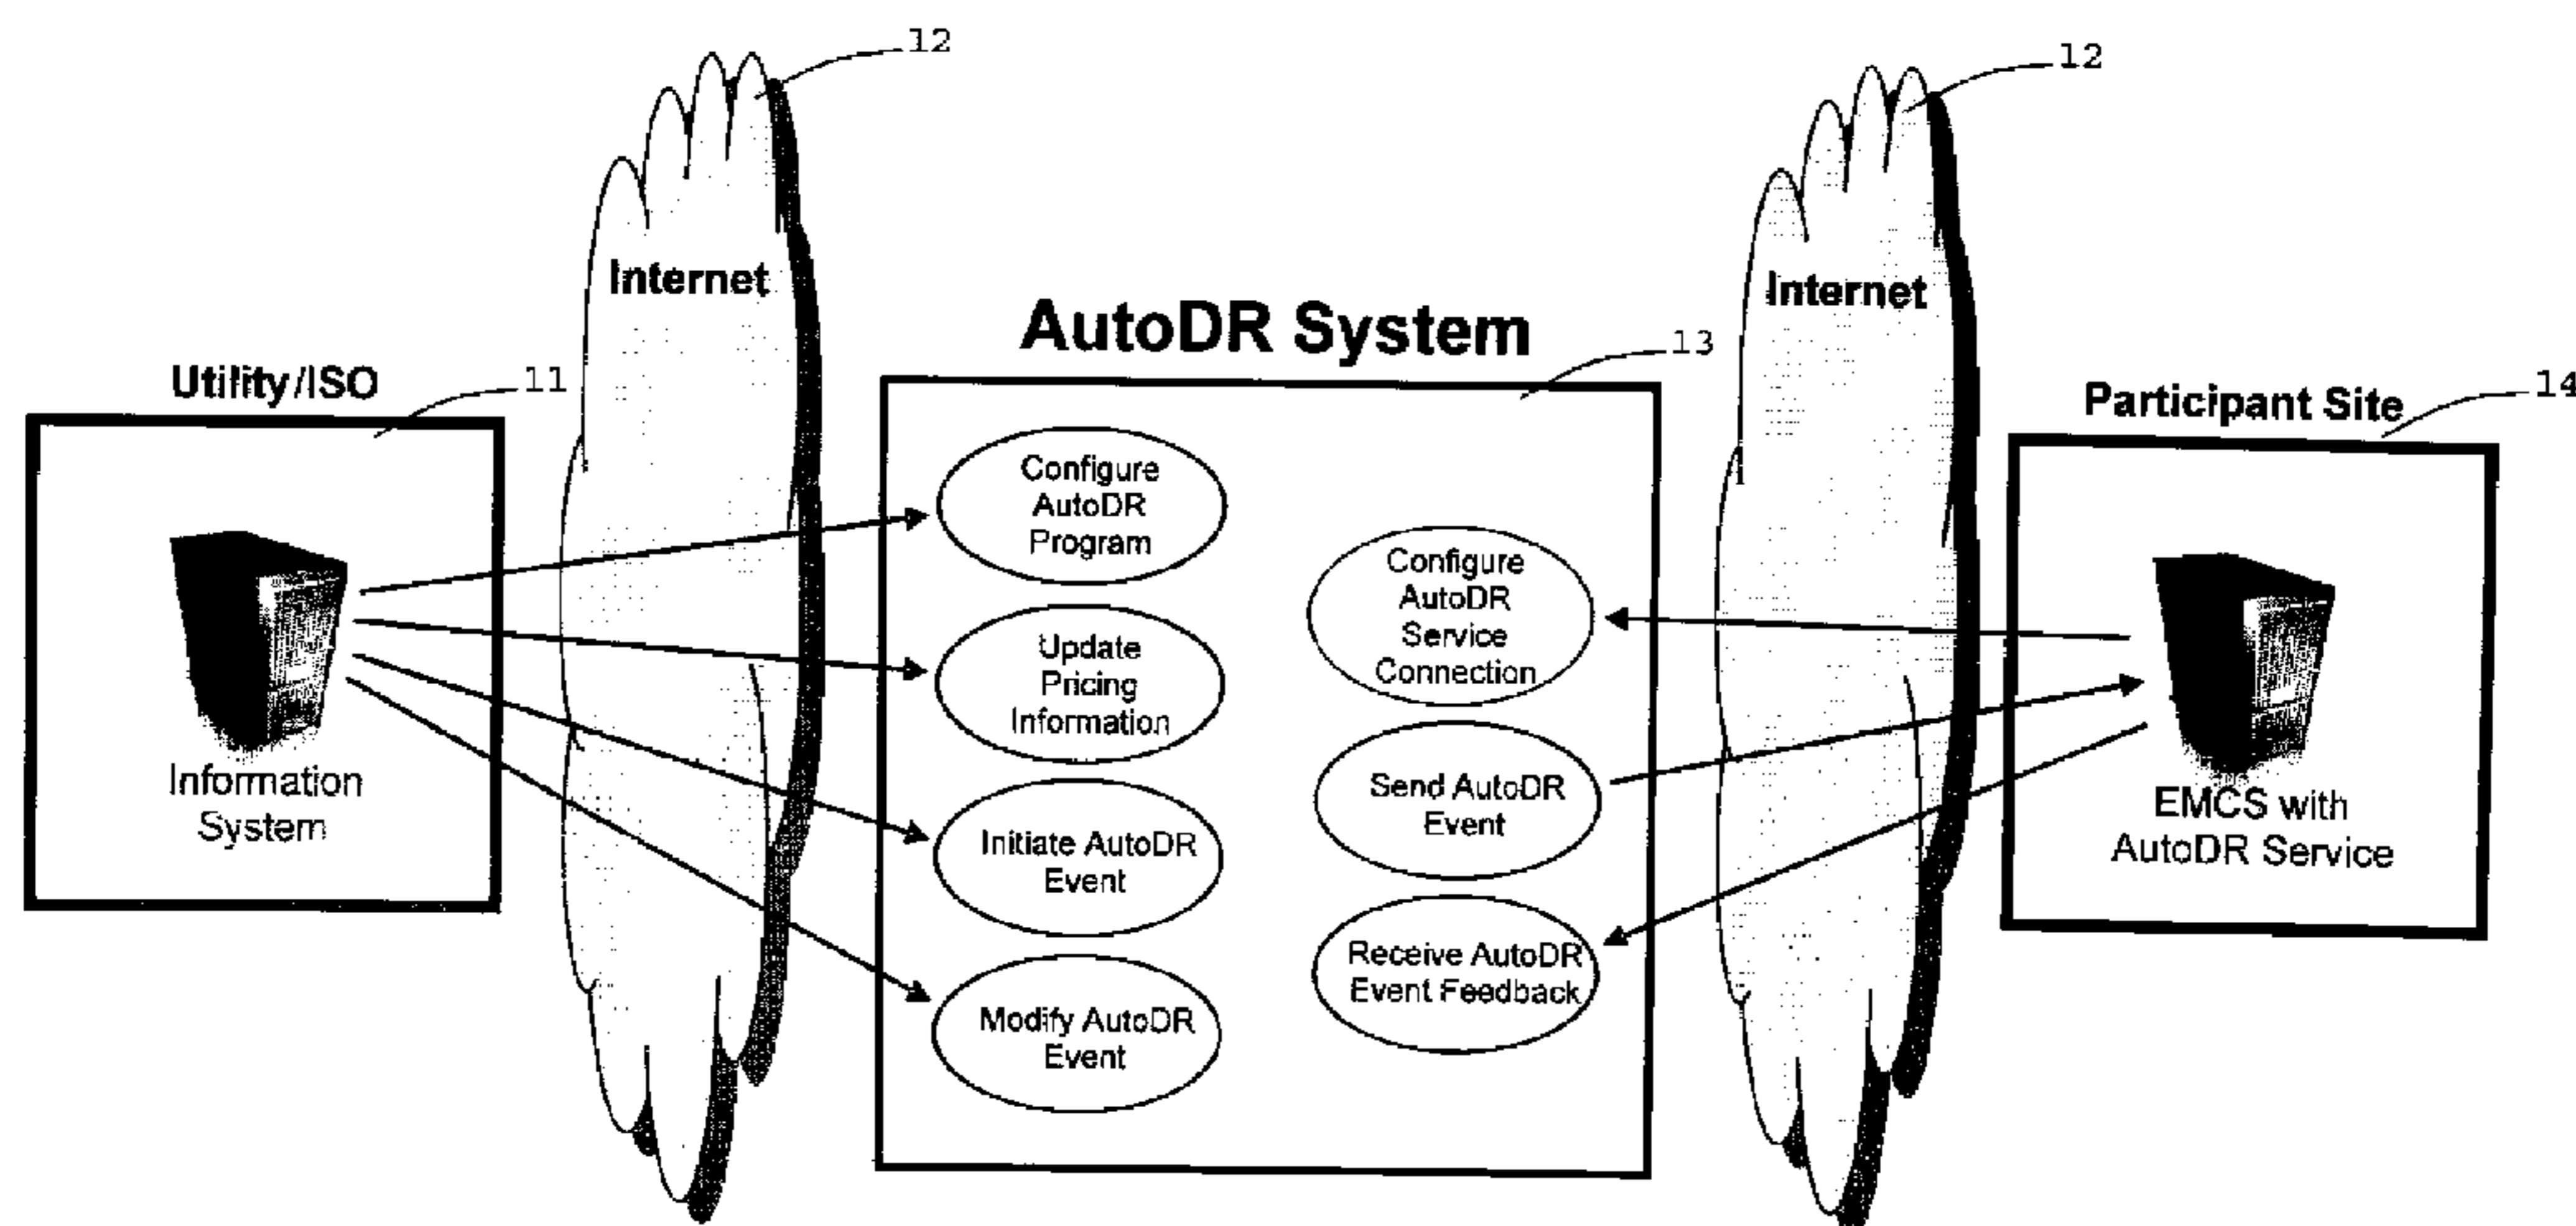 12
12
Internet
Internet
AutoDR System
13
Utility/ISO
11
Participant Site
14
Configure
AutoDR
Program
Update
Pricing
Information
Initiate AutoDR
Event
Modify AutoDR
Event
Configure
AutoDR
Service
Connection
Send AutoDR
Event
Receive AutoDR
Event Feedback
Information
System
EMCS with
AutoDR Service